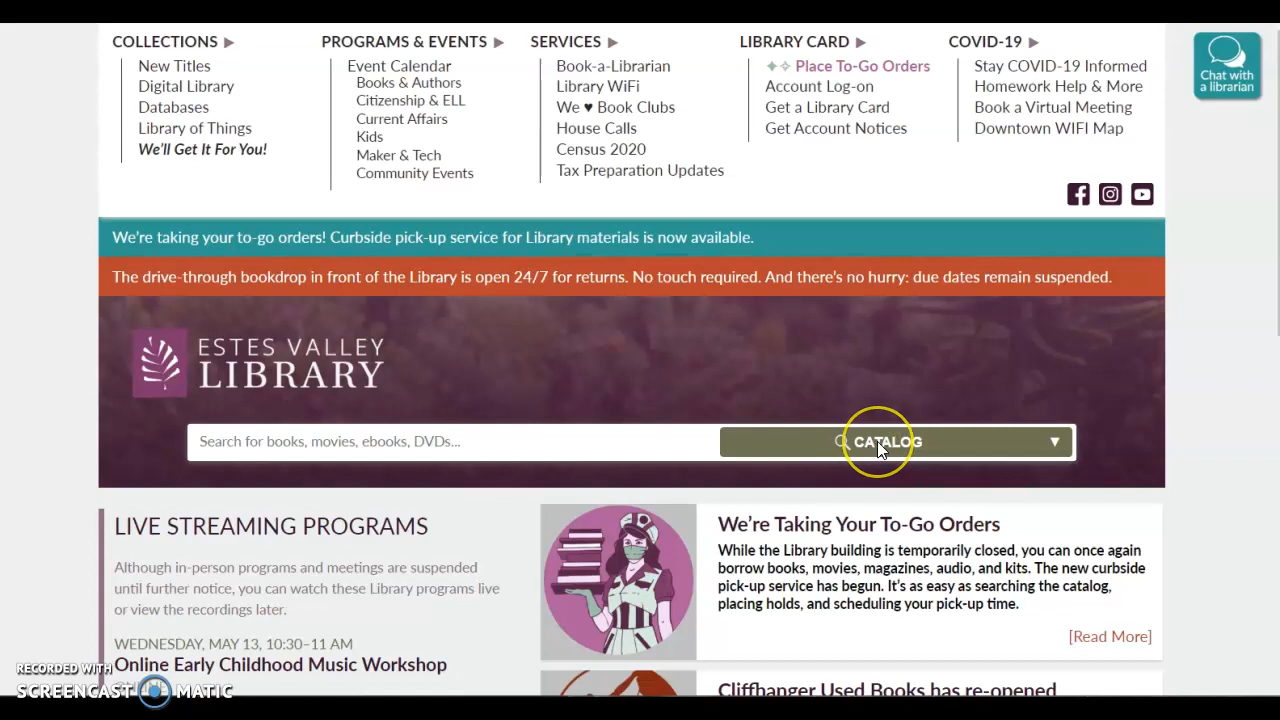 COLLECTIONS ▶
New Titles
Digital Library
Databases
Library of Things
We'll Get It For You!
PROGRAMS & EVENTS ▶
Event Calendar
Books & Authors
Citizenship & ELL
Current Affairs
Kids
Maker & Tech
Community Events
SERVICES ▶
Book-a-Librarian
Library WiFi
We ♥ Book Clubs
House Calls
Census 2020
Tax Preparation Updates
LIBRARY CARD ▶
✦✧ Place To-Go Orders
Account Log-on
Get a Library Card
Get Account Notices
COVID-19 ▶
Stay COVID-19 Informed
Homework Help & More
Book a Virtual Meeting
Downtown WIFI Map
Chat with
a librarian
We're taking your to-go orders! Curbside pick-up service for Library materials is now available.
The drive-through bookdrop in front of the Library is open 24/7 for returns. No touch required. And there's no hurry: due dates remain suspended.
ESTES VALLEY
LIBRARY
Search for books, movies, ebooks, DVDs...
CATALOG ▼
LIVE STREAMING PROGRAMS
Although in-person programs and meetings are suspended
until further notice, you can watch these Library programs live
or view the recordings later.
WEDNESDAY, MAY 13, 10:30–11 AM
Online Early Childhood Music Workshop
We're Taking Your To-Go Orders
While the Library building is temporarily closed, you can once again
borrow books, movies, magazines, audio, and kits. The new curbside
pick-up service has begun. It's as easy as searching the catalog,
placing holds, and scheduling your pick-up time.
[Read More]
Cliffhanger Used Books has re-opened
RECORDED WITH
SCREENCAST MATIC